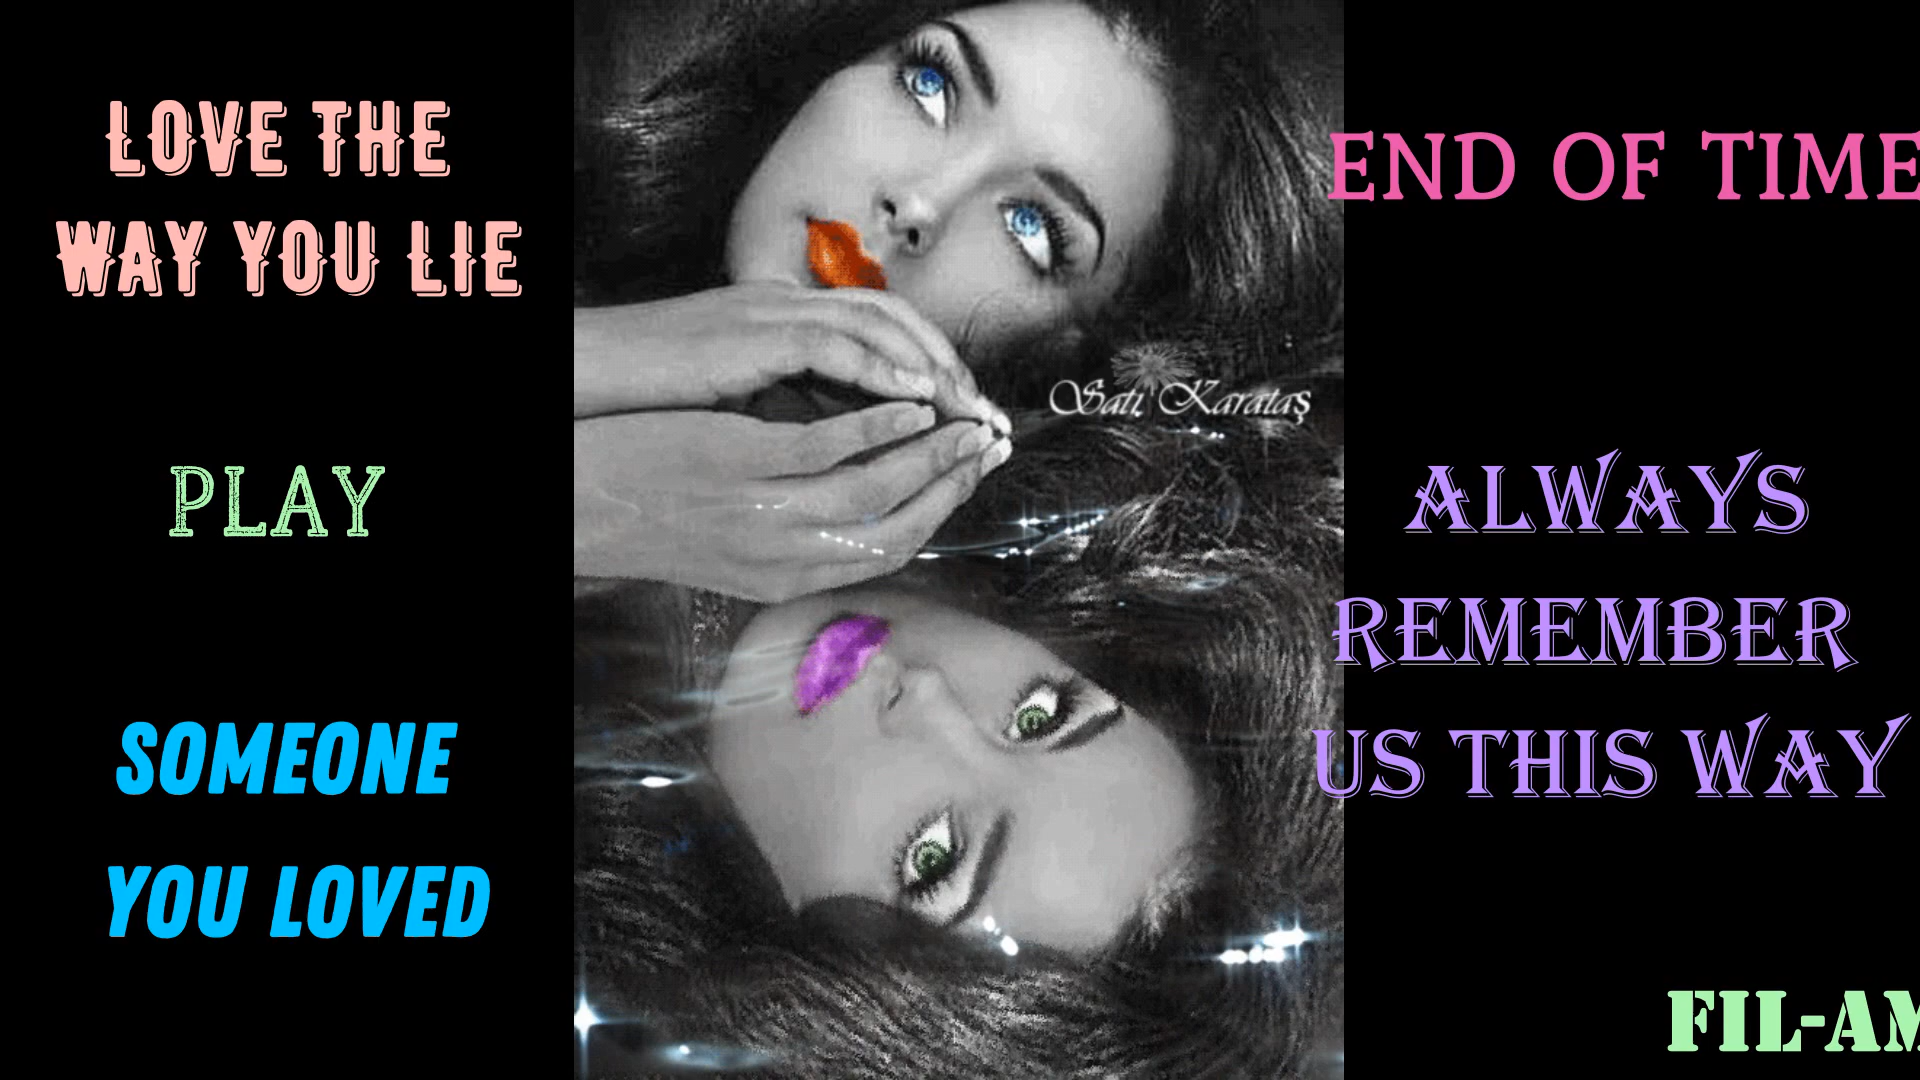 LOVE THE
WAY YOU LIE
PLAY
SOMEONE
YOU LOVED
Satı Karataş
END OF TIME
ALWAYS
REMEMBER
US THIS WAY
FIL-AM